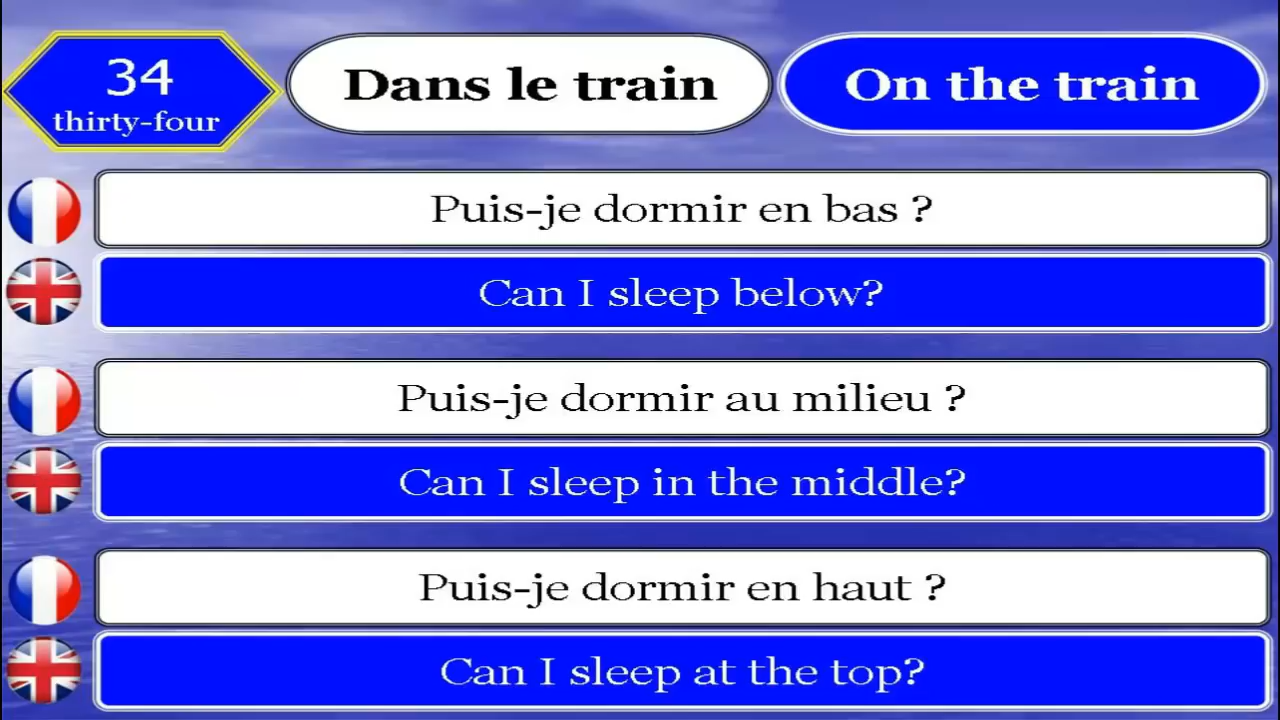 34
thirty-four
Dans le train
On the train
Puis-je dormir en bas ?
Can I sleep below?
Puis-je dormir au milieu ?
Can I sleep in the middle?
Puis-je dormir en haut ?
Can I sleep at the top?